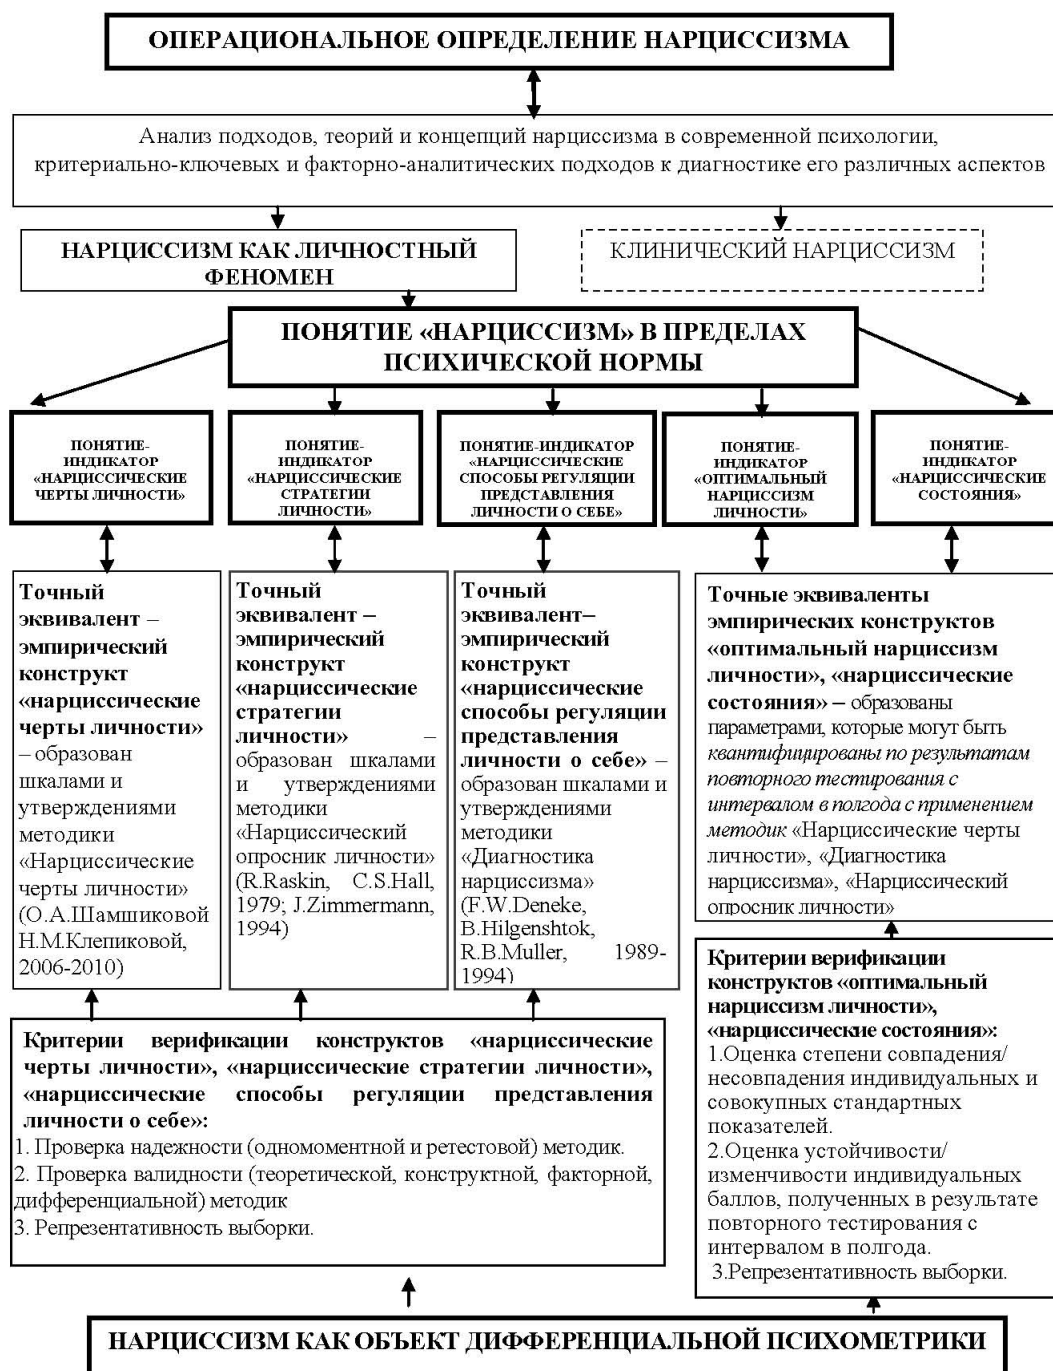 ОПЕРАЦИОНАЛЬНОЕ ОПРЕДЕЛЕНИЕ НАРЦИССИЗМА
Анализ подходов, теорий и концепций нарциссизма в современной психологии,
критериально-ключевых и факторно-аналитических подходов к диагностике его различных аспектов
НАРЦИССИЗМ КАК ЛИЧНОСТНЫЙ
ФЕНОМЕН
КЛИНИЧЕСКИЙ НАРЦИССИЗМ
ПОНЯТИЕ «НАРЦИССИЗМ» В ПРЕДЕЛАХ
ПСИХИЧЕСКОЙ НОРМЫ
ПОНЯТИЕ-
ИНДИКАТОР
«НАРЦИССИЧЕСКИЕ
ЧЕРТЫ ЛИЧНОСТИ»
ПОНЯТИЕ-
ИНДИКАТОР
«НАРЦИССИЧЕСКИЕ
СТРАТЕГИИ
ЛИЧНОСТИ»
ПОНЯТИЕ-ИНДИКАТОР
«НАРЦИССИЧЕСКИЕ
СПОСОБЫ РЕГУЛЯЦИИ
ПРЕДСТАВЛЕНИЯ
ЛИЧНОСТИ О СЕБЕ»
ПОНЯТИЕ-
ИНДИКАТОР
«ОПТИМАЛЬНЫЙ
НАРЦИССИЗМ
ЛИЧНОСТИ»
ПОНЯТИЕ-
ИНДИКАТОР
«НАРЦИССИЧЕСКИЕ
СОСТОЯНИЯ»
Точный
эквивалент –
эмпирический
конструкт
«нарциссические
черты личности»
– образован
шкалами и
утверждениями
методики
«Нарциссические
черты личности»
(О.А.Шамшиковой
Н.М.Клепиковой,
2006-2010)
Точный
эквивалент –
эмпирический
конструкт
«нарциссические
стратегии
личности» –
образован шкалами
и утверждениями
методики
«Нарциссический
опросник личности»
(R.Raskin, C.S.Hall,
1979; J.Zimmermann,
1994)
Точный
эквивалент–
эмпирический
конструкт
«нарциссические
способы регуляции
представления
личности о себе» –
образован шкалами и
утверждениями
методики
«Диагностика
нарциссизма»
(F.W.Deneke,
B.Hilgenshtok,
R.B.Muller, 1989-
1994)
Точные эквиваленты
эмпирических конструктов
«оптимальный нарциссизм
личности», «нарциссические
состояния» – образованы
параметрами, которые могут быть
квантифицированы по результатам
повторного тестирования с
интервалом в полгода с применением
методик «Нарциссические черты
личности», «Диагностика
нарциссизма», «Нарциссический
опросник личности»
Критерии верификации конструктов «нарциссические
черты личности», «нарциссические стратегии личности»,
«нарциссические способы регуляции представления
личности о себе»:
1. Проверка надежности (одномоментной и ретестовой) методик.
2. Проверка валидности (теоретической, конструктной, факторной,
дифференциальной) методик
3. Репрезентативность выборки.
Критерии верификации
конструктов «оптимальный
нарциссизм личности»,
«нарциссические состояния»:
1.Оценка степени совпадения/
несовпадения индивидуальных и
совокупных стандартных
показателей.
2.Оценка устойчивости/
изменчивости индивидуальных
баллов, полученных в результате
повторного тестирования с
интервалом в полгода.
3.Репрезентативность выборки.
НАРЦИССИЗМ КАК ОБЪЕКТ ДИФФЕРЕНЦИАЛЬНОЙ ПСИХОМЕТРИКИ